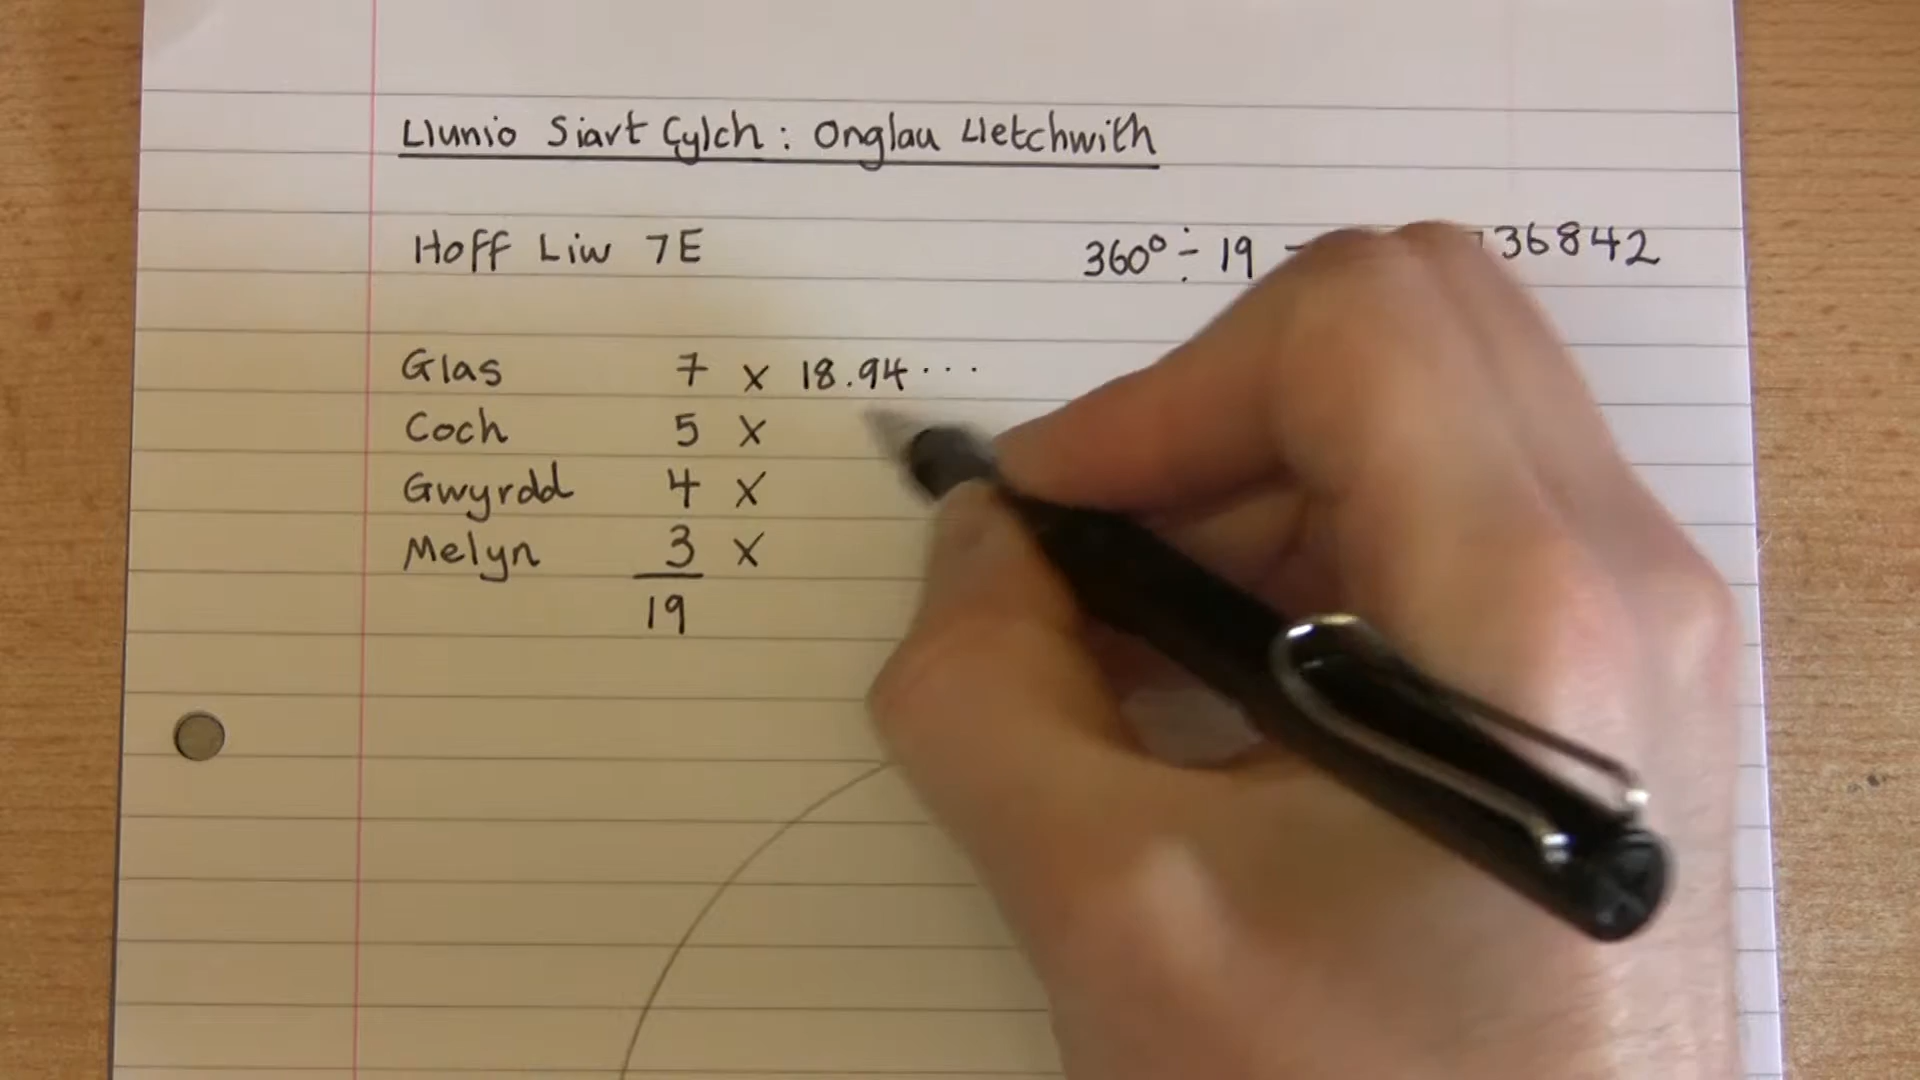 Llunio Siart Cylch: Onglau Lletchwith
Hoff Liw 7E
360° ÷ 19 36842
Glas 7 x 18.94...
Coch 5 x
Gwyrdd 4 x
Melyn 3 x
19